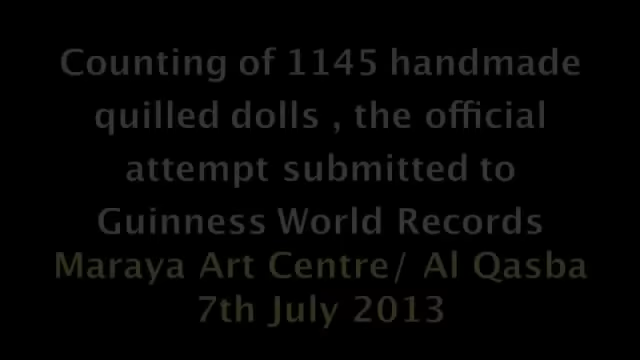 Counting of 1145 handmade
quilled dolls , the official
attempt submitted to
Guinness World Records
Maraya Art Centre/ Al Qasba
7th July 2013